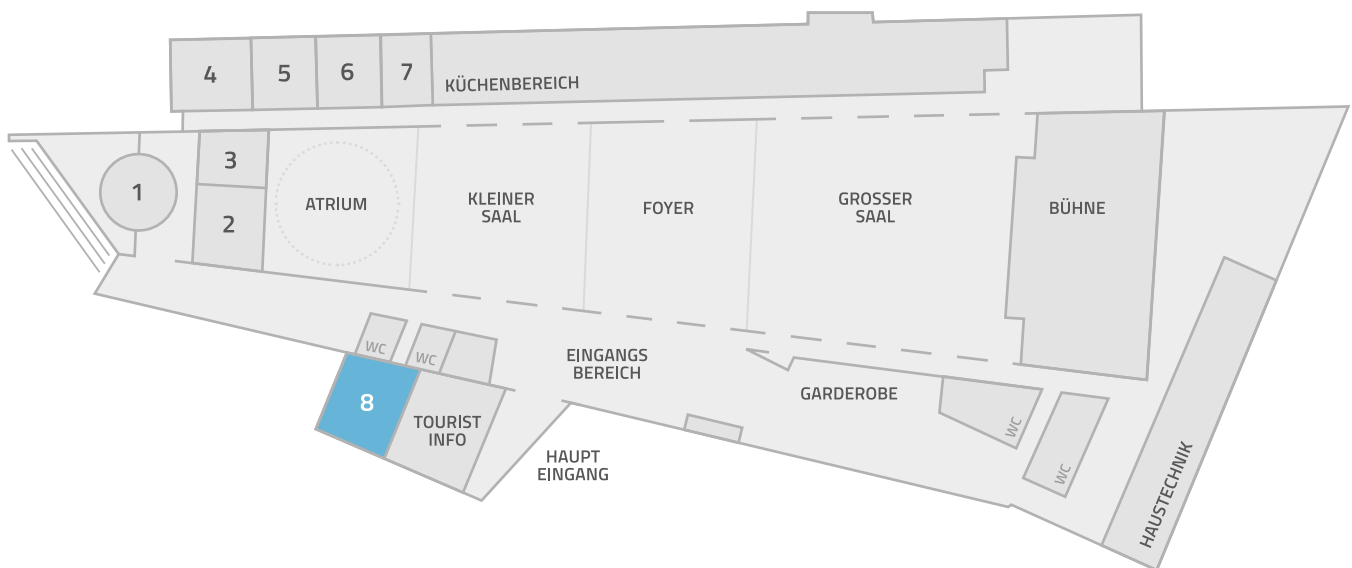 4
5
6
7
KÜCHENBEREICH
1
3
2
ATRIUM
KLEINER
SAAL
FOYER
GROSSER
SAAL
BÜHNE
WC
WC
8
TOURIST
INFO
EINGANGS
BEREICH
HAUPT
EINGANG
GARDEROBE
WC
WC
HAUSTECHNIK